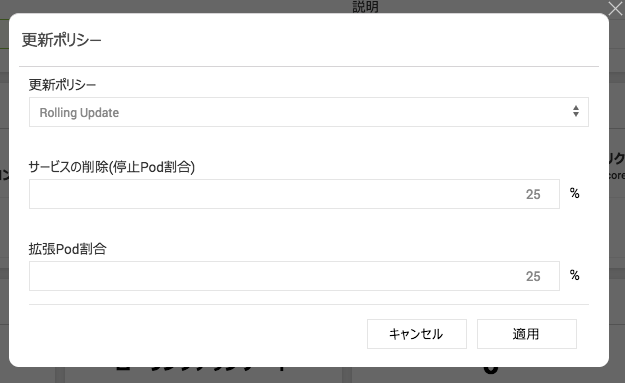 説明
更新ポリシー
更新ポリシー
Rolling Update
サービスの削除(停止Pod割合)
25 %
拡張Pod割合
25 %
キャンセル
適用